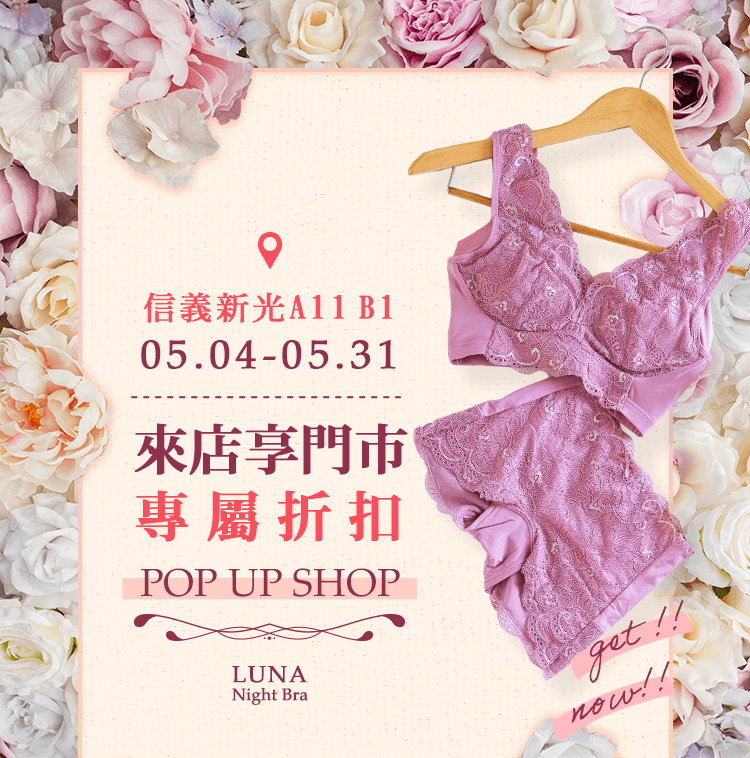 信義新光A11 B1
05.04-05.31
來店享門市
專屬折扣
POP UP SHOP
LUNA
Night Bra
get !!
now!!